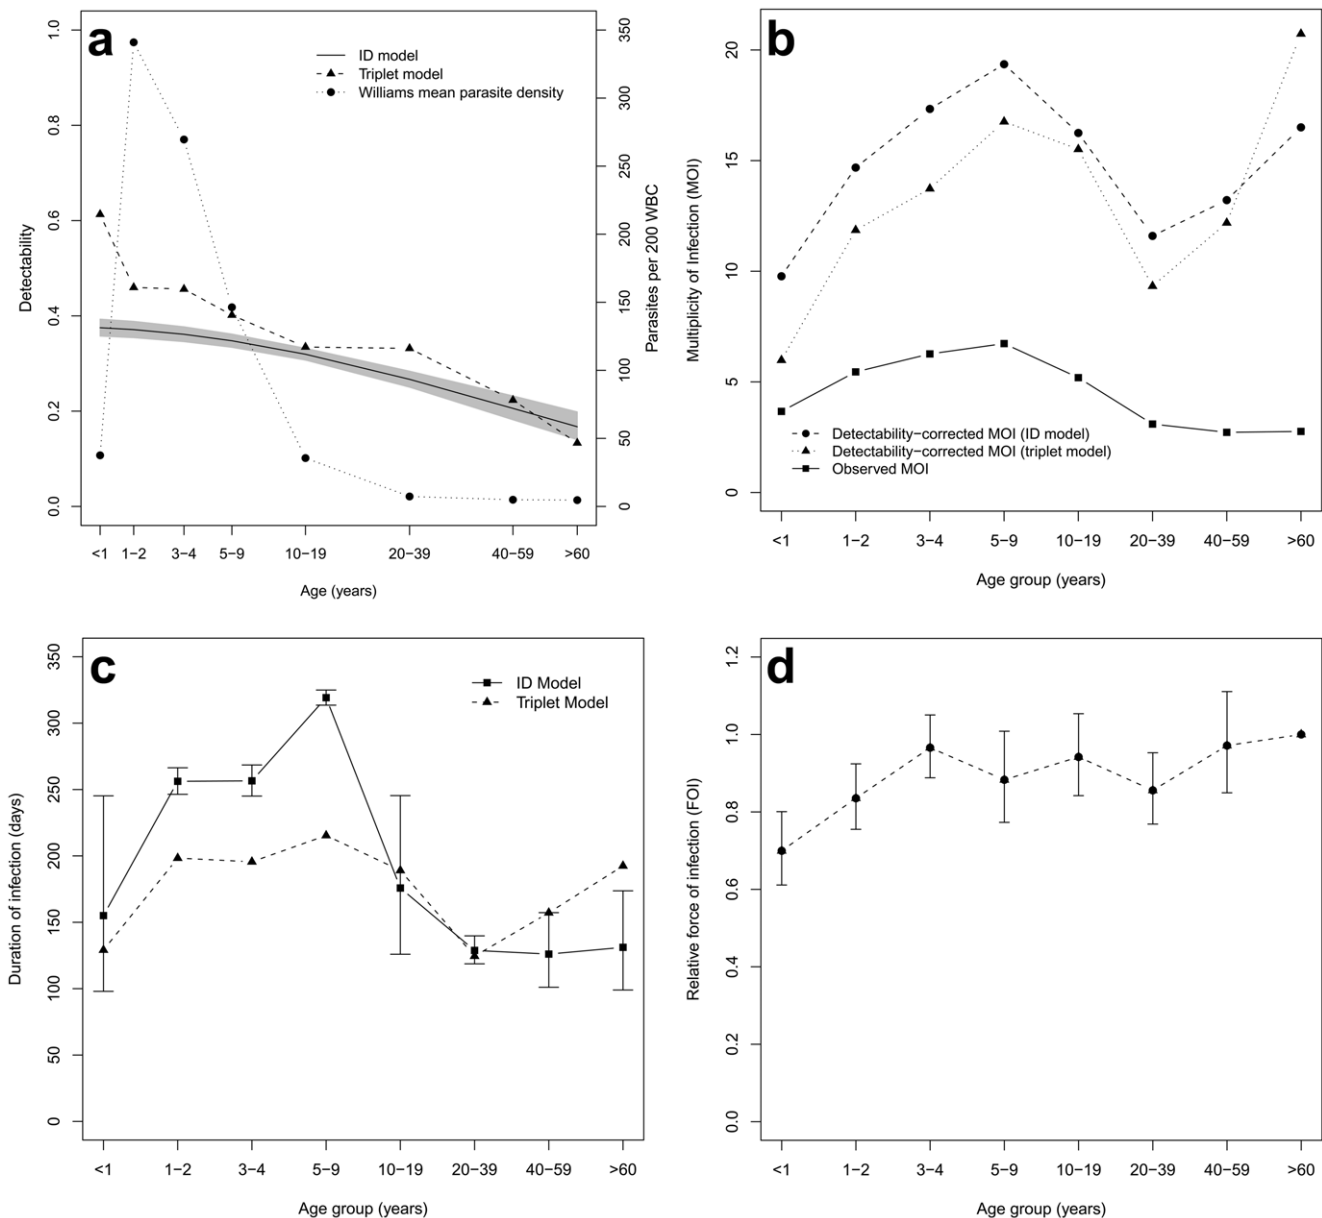 a
ID model
Triplet model
Williams mean parasite density
Detectability
1.0
0.8
0.6
0.4
0.2
0.0
Parasites per 200 WBC
350
300
250
200
150
100
50
0
<1 1−2 3−4 5−9 10−19 20−39 40−59 >60
Age (years)
b
Multiplicity of Infection (MOI)
20
15
10
5
0
Detectability−corrected MOI (ID model)
Detectability−corrected MOI (triplet model)
Observed MOI
<1 1−2 3−4 5−9 10−19 20−39 40−59 >60
Age group (years)
c
ID Model
Triplet Model
Duration of infection (days)
350
300
250
200
150
100
50
0
<1 1−2 3−4 5−9 10−19 20−39 40−59 >60
Age group (years)
d
Relative force of infection (FOI)
1.2
1.0
0.8
0.6
0.4
0.2
0.0
<1 1−2 3−4 5−9 10−19 20−39 40−59 >60
Age group (years)